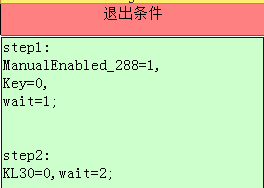 退出条件
step1:
ManualEnabled_288=1,
Key=0,
wait=1;
step2:
KL30=0,wait=2;